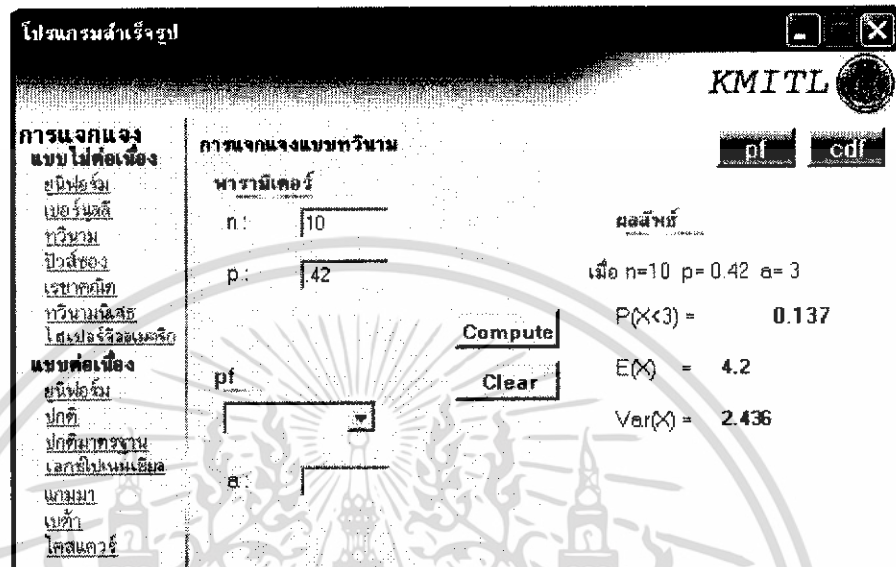 โปรแกรมสำเร็จรูป
KMITL
การแจกแจง
แบบไม่ต่อเนื่อง
ยูนิฟอร์ม
เบอร์นูลลี
ทวินาม
ปัวส์ซอง
เรขาคณิต
ทวินามนิเสธ
ไฮเปอร์จีออเมตริก
แบบต่อเนื่อง
ยูนิฟอร์ม
ปกติ
ปกติมาตรฐาน
เอกซ์โปเนนเชียล
แกมมา
เบต้า
ไคสแควร์
การแจกแจงแบบทวินาม
พารามิเตอร์
n : 10
p : .42
Compute
Clear
pf
a :
pf cdf
ผลลัพธ์
เมื่อ n=10 p= 0.42 a= 3
P(X<3) = 0.137
E(X) = 4.2
Var(X) = 2.436